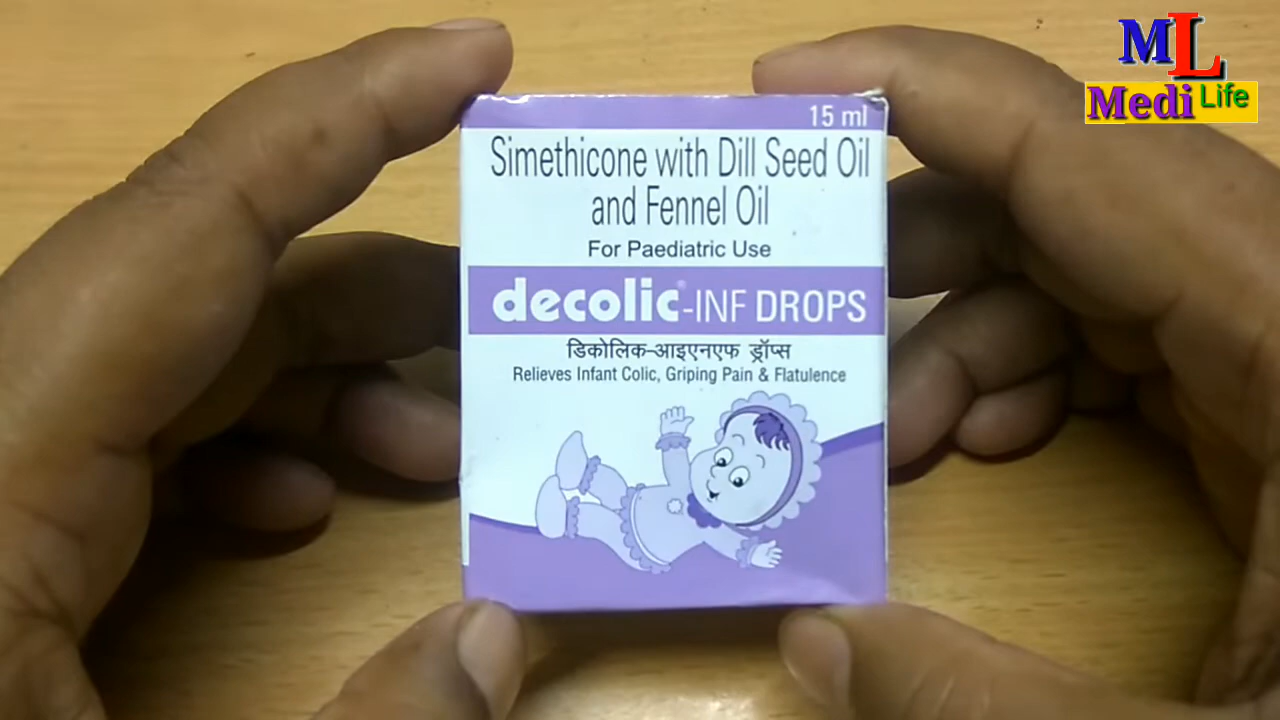 ML
Medi Life
15 ml
Simethicone with Dill Seed Oil
and Fennel Oil
For Paediatric Use
decolic®-INF DROPS
डिकोलिक-आइएनएफ ड्रॉप्स
Relieves Infant Colic, Griping Pain & Flatulence